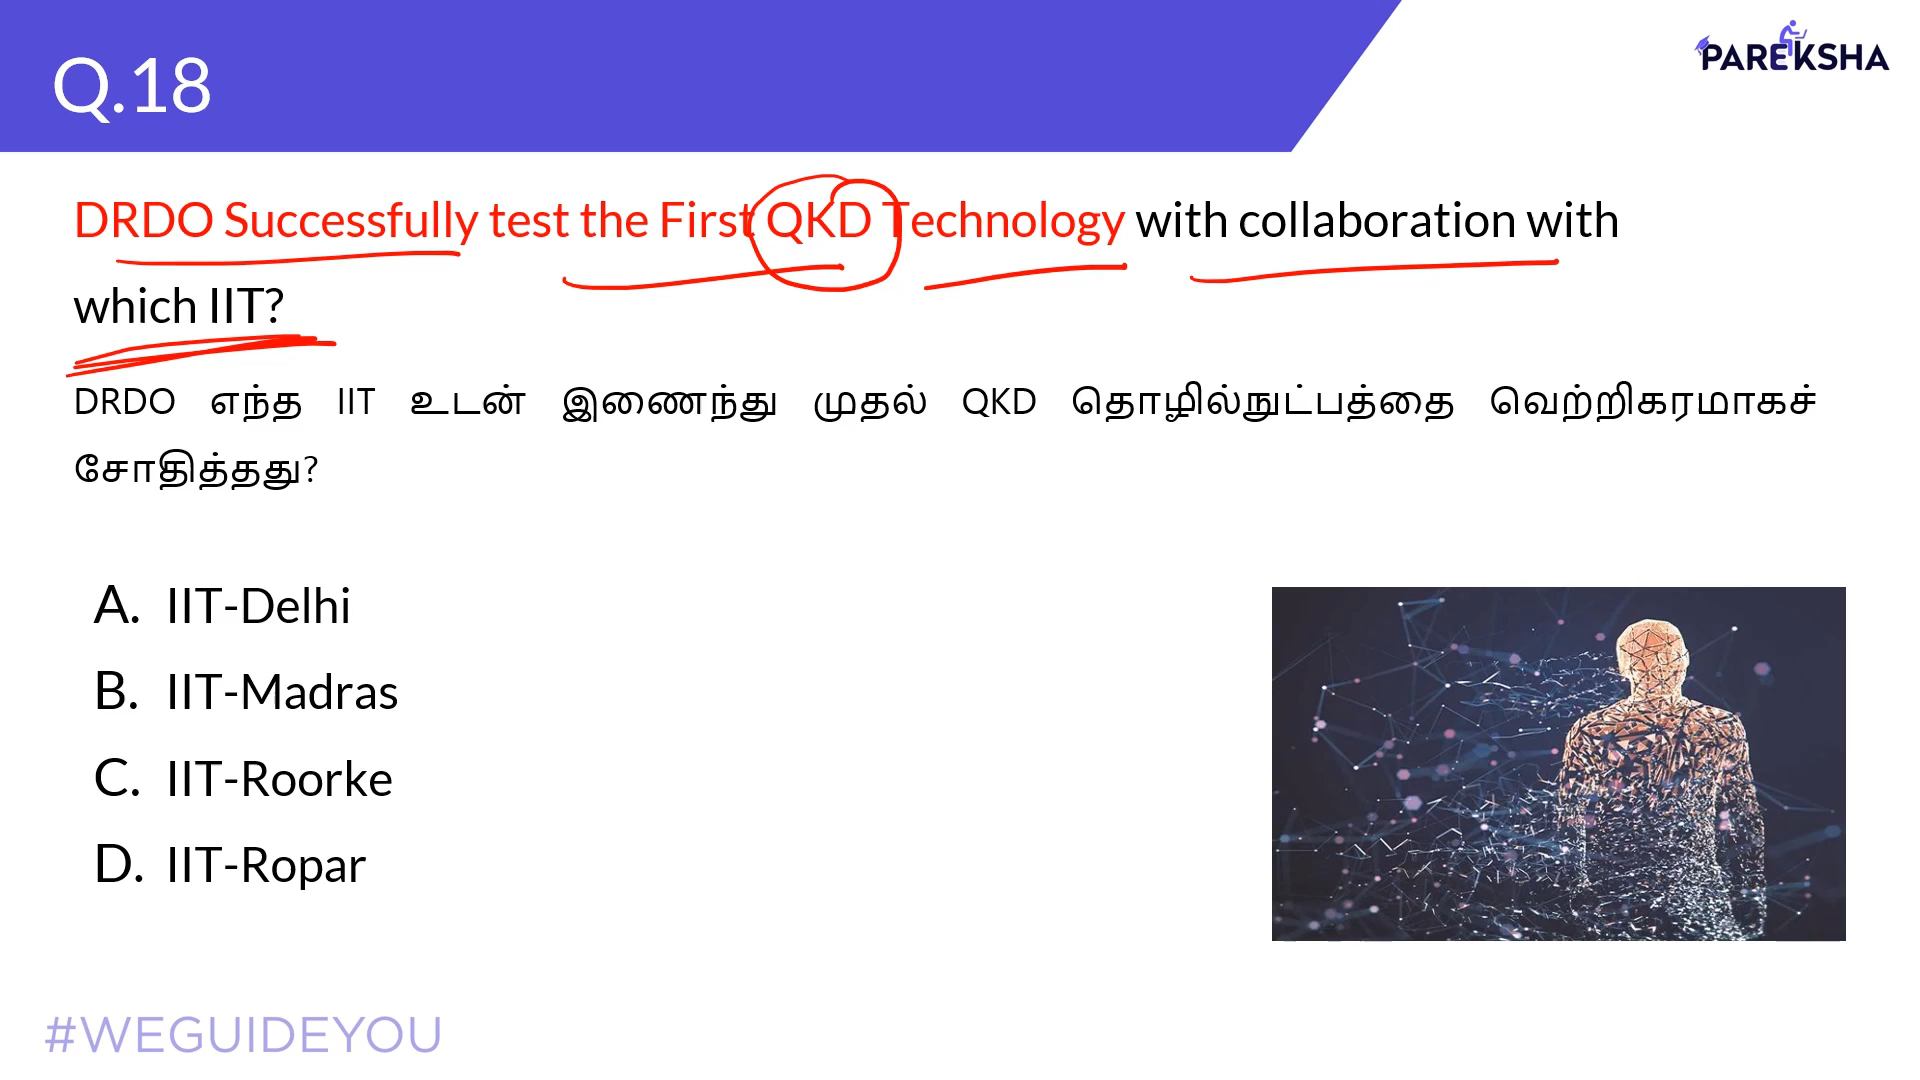 Q.18
PAREKSHA
DRDO Successfully test the First QKD Technology with collaboration with
which IIT?
DRDO எந்த IIT உடன் இணைந்து முதல் QKD தொழில்நுட்பத்தை வெற்றிகரமாகச்
சோதித்தது?
A. IIT-Delhi
B. IIT-Madras
C. IIT-Roorke
D. IIT-Ropar
#WEGUIDEYOU